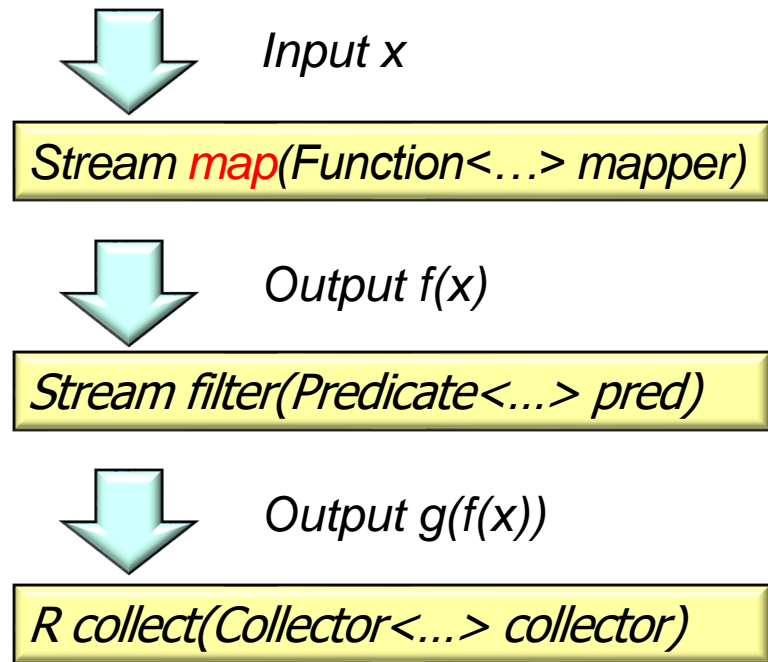 Input x
Stream map(Function<…> mapper)
Output f(x)
Stream filter(Predicate<...> pred)
Output g(f(x))
R collect(Collector<...> collector)